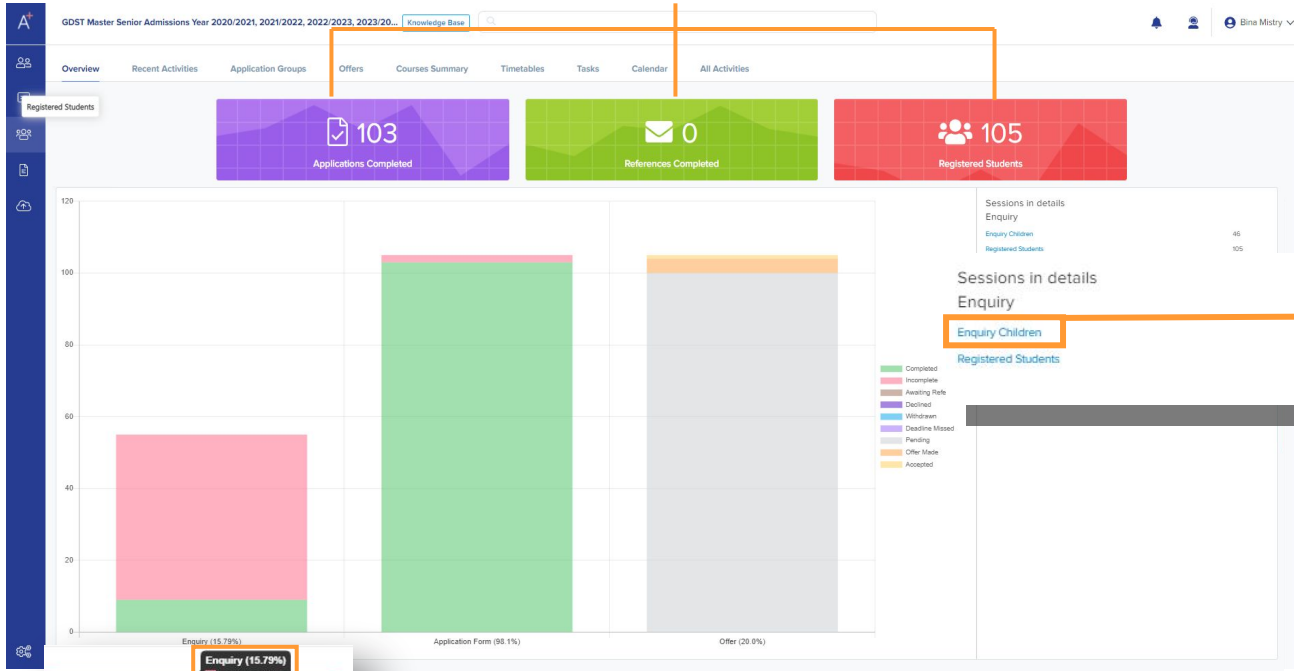 A+
GDST Master Senior Admissions Year 2020/2021, 2021/2022, 2022/2023, 2023/20... Knowledge Base
Bina Mistry
Overview Recent Activities Application Groups Offers Courses Summary Timetables Tasks Calendar All Activities
Registered Students
103
Applications Completed
0
References Completed
105
Registered Students
120
100
80
60
40
20
0
Enquiry (15.79%) Application Form (98.1%) Offer (20.0%)
Enquiry (15.79%)
Completed
Incomplete
Awaiting Refe
Declined
Withdrawn
Deadline Missed
Pending
Offer Made
Accepted
Sessions in details
Enquiry
Enquiry Children 46
Registered Students 105
Sessions in details
Enquiry
Enquiry Children
Registered Students